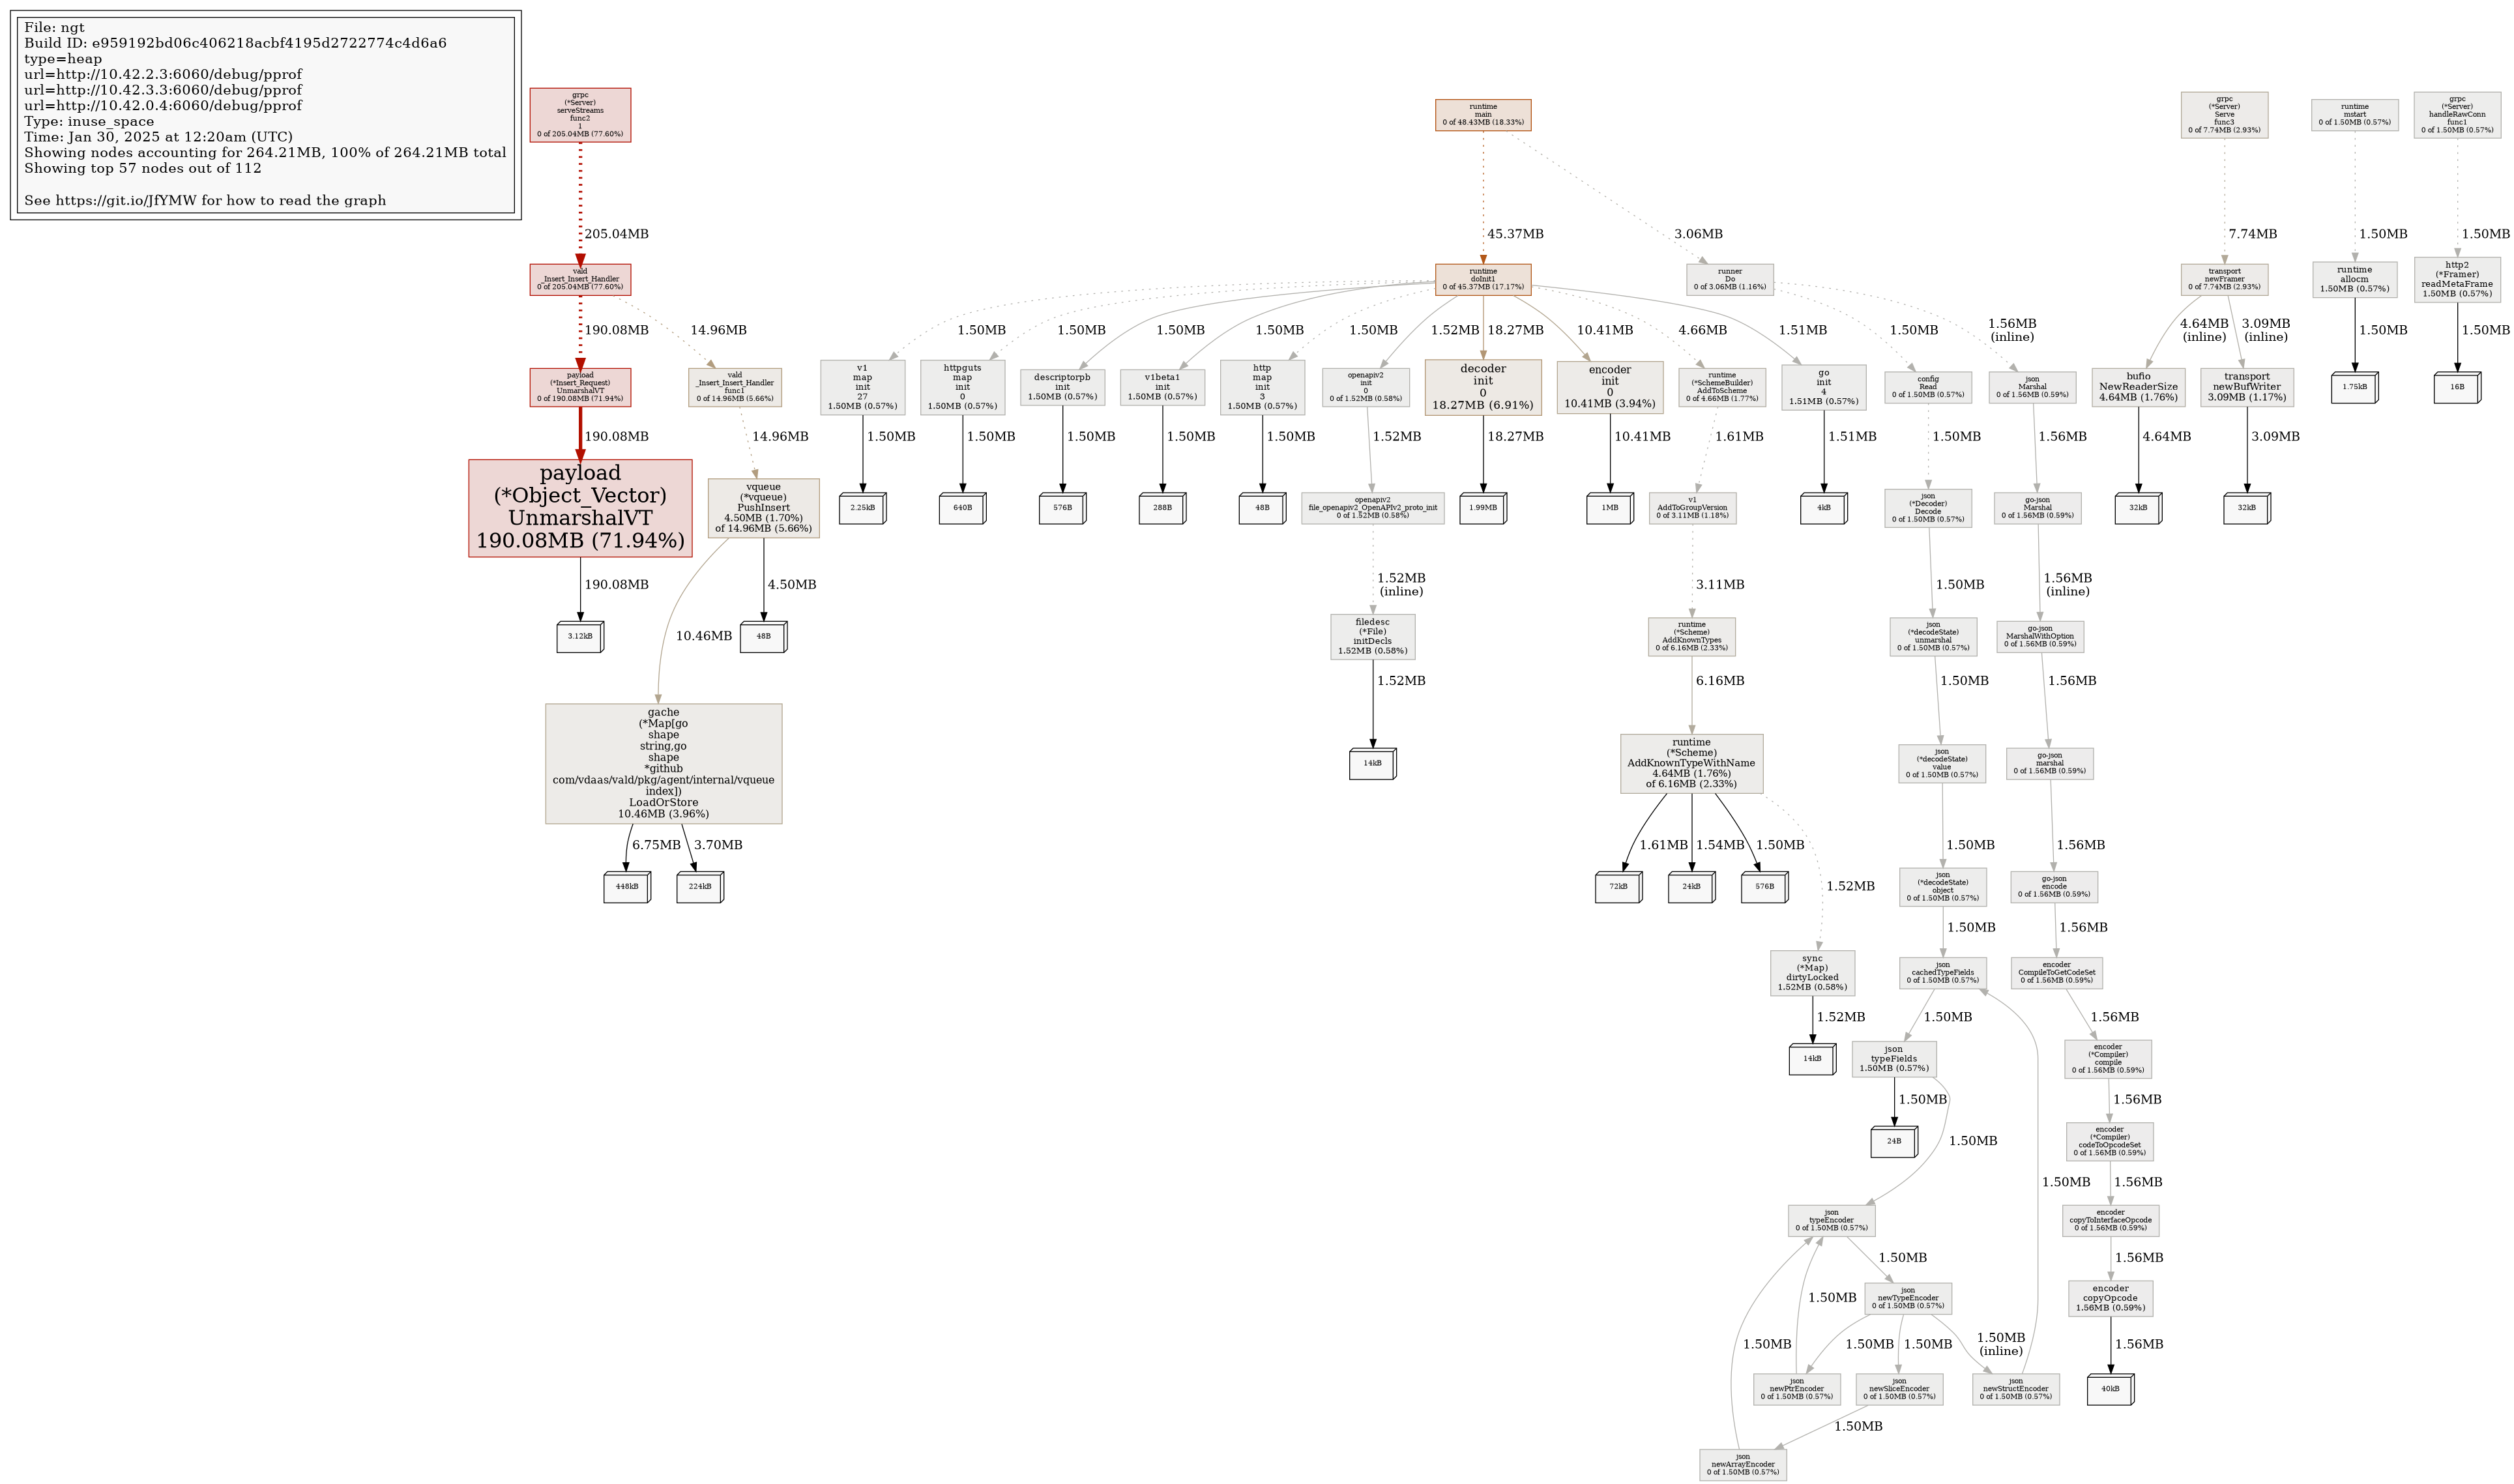 File: ngt
Build ID: e959192bd06c406218acbf4195d2722774c4d6a6
type=heap
url=http://10.42.2.3:6060/debug/pprof
url=http://10.42.3.3:6060/debug/pprof
url=http://10.42.0.4:6060/debug/pprof
Type: inuse_space
Time: Jan 30, 2025 at 12:20am (UTC)
Showing nodes accounting for 264.21MB, 100% of 264.21MB total
Showing top 57 nodes out of 112
See https://git.io/JfYMW for how to read the graph
grpc
(*Server)
serveStreams
func2
1
0 of 205.04MB (77.60%)
205.04MB
vald
_Insert_Insert_Handler
0 of 205.04MB (77.60%)
190.08MB
14.96MB
payload
(*Insert_Request)
UnmarshalVT
0 of 190.08MB (71.94%)
vald
_Insert_Insert_Handler
func1
0 of 14.96MB (5.66%)
190.08MB
14.96MB
payload
(*Object_Vector)
UnmarshalVT
190.08MB (71.94%)
vqueue
(*vqueue)
PushInsert
4.50MB (1.70%)
of 14.96MB (5.66%)
190.08MB
4.50MB
3.12kB
10.46MB
48B
gache
(*Map[go
shape
string,go
shape
*github
com/vdaas/vald/pkg/agent/internal/vqueue
index])
LoadOrStore
10.46MB (3.96%)
6.75MB
3.70MB
448kB
224kB
runtime
main
0 of 48.43MB (18.33%)
45.37MB
3.06MB
runtime
doInit1
0 of 45.37MB (17.17%)
runner
Do
0 of 3.06MB (1.16%)
1.50MB
1.50MB
1.50MB
1.50MB
1.50MB
1.52MB
18.27MB
10.41MB
4.66MB
1.51MB
1.50MB
1.56MB
(inline)
v1
map
init
27
1.50MB (0.57%)
httpguts
map
init
0
1.50MB (0.57%)
descriptorpb
init
1.50MB (0.57%)
v1beta1
init
1.50MB (0.57%)
http
map
init
3
1.50MB (0.57%)
openapiv2
init
0
0 of 1.52MB (0.58%)
decoder
init
0
18.27MB (6.91%)
encoder
init
0
10.41MB (3.94%)
runtime
(*SchemeBuilder)
AddToScheme
0 of 4.66MB (1.77%)
go
init
4
1.51MB (0.57%)
config
Read
0 of 1.50MB (0.57%)
json
Marshal
0 of 1.56MB (0.59%)
1.50MB
1.50MB
1.50MB
1.50MB
1.50MB
1.52MB
18.27MB
10.41MB
1.61MB
1.51MB
1.50MB
1.56MB
2.25kB
640B
576B
288B
48B
openapiv2
file_openapiv2_OpenAPIv2_proto_init
0 of 1.52MB (0.58%)
1.99MB
1MB
v1
AddToGroupVersion
0 of 3.11MB (1.18%)
4kB
json
(*Decoder)
Decode
0 of 1.50MB (0.57%)
go-json
Marshal
0 of 1.56MB (0.59%)
1.52MB
(inline)
3.11MB
1.50MB
1.56MB
(inline)
filedesc
(*File)
initDecls
1.52MB (0.58%)
runtime
(*Scheme)
AddKnownTypes
0 of 6.16MB (2.33%)
json
(*decodeState)
unmarshal
0 of 1.50MB (0.57%)
go-json
MarshalWithOption
0 of 1.56MB (0.59%)
1.52MB
6.16MB
1.50MB
1.56MB
14kB
runtime
(*Scheme)
AddKnownTypeWithName
4.64MB (1.76%)
of 6.16MB (2.33%)
json
(*decodeState)
value
0 of 1.50MB (0.57%)
go-json
marshal
0 of 1.56MB (0.59%)
1.61MB
1.54MB
1.50MB
1.52MB
1.50MB
1.56MB
72kB
24kB
576B
json
(*decodeState)
object
0 of 1.50MB (0.57%)
go-json
encode
0 of 1.56MB (0.59%)
1.50MB
1.56MB
sync
(*Map)
dirtyLocked
1.52MB (0.58%)
json
cachedTypeFields
0 of 1.50MB (0.57%)
encoder
CompileToGetCodeSet
0 of 1.56MB (0.59%)
1.52MB
1.50MB
1.56MB
14kB
json
typeFields
1.50MB (0.57%)
encoder
(*Compiler)
compile
0 of 1.56MB (0.59%)
1.50MB
1.56MB
24B
1.50MB
encoder
(*Compiler)
codeToOpcodeSet
0 of 1.56MB (0.59%)
1.50MB
1.56MB
json
typeEncoder
0 of 1.50MB (0.57%)
encoder
copyToInterfaceOpcode
0 of 1.56MB (0.59%)
1.50MB
1.56MB
json
newTypeEncoder
0 of 1.50MB (0.57%)
encoder
copyOpcode
1.56MB (0.59%)
1.50MB
1.50MB
1.50MB
1.50MB
1.50MB
(inline)
1.56MB
json
newPtrEncoder
0 of 1.50MB (0.57%)
json
newSliceEncoder
0 of 1.50MB (0.57%)
json
newStructEncoder
0 of 1.50MB (0.57%)
40kB
1.50MB
json
newArrayEncoder
0 of 1.50MB (0.57%)
grpc
(*Server)
Serve
func3
0 of 7.74MB (2.93%)
7.74MB
transport
newFramer
0 of 7.74MB (2.93%)
4.64MB
(inline)
3.09MB
(inline)
bufio
NewReaderSize
4.64MB (1.76%)
transport
newBufWriter
3.09MB (1.17%)
4.64MB
3.09MB
32kB
32kB
runtime
mstart
0 of 1.50MB (0.57%)
1.50MB
runtime
allocm
1.50MB (0.57%)
1.50MB
1.75kB
grpc
(*Server)
handleRawConn
func1
0 of 1.50MB (0.57%)
1.50MB
http2
(*Framer)
readMetaFrame
1.50MB (0.57%)
1.50MB
16B